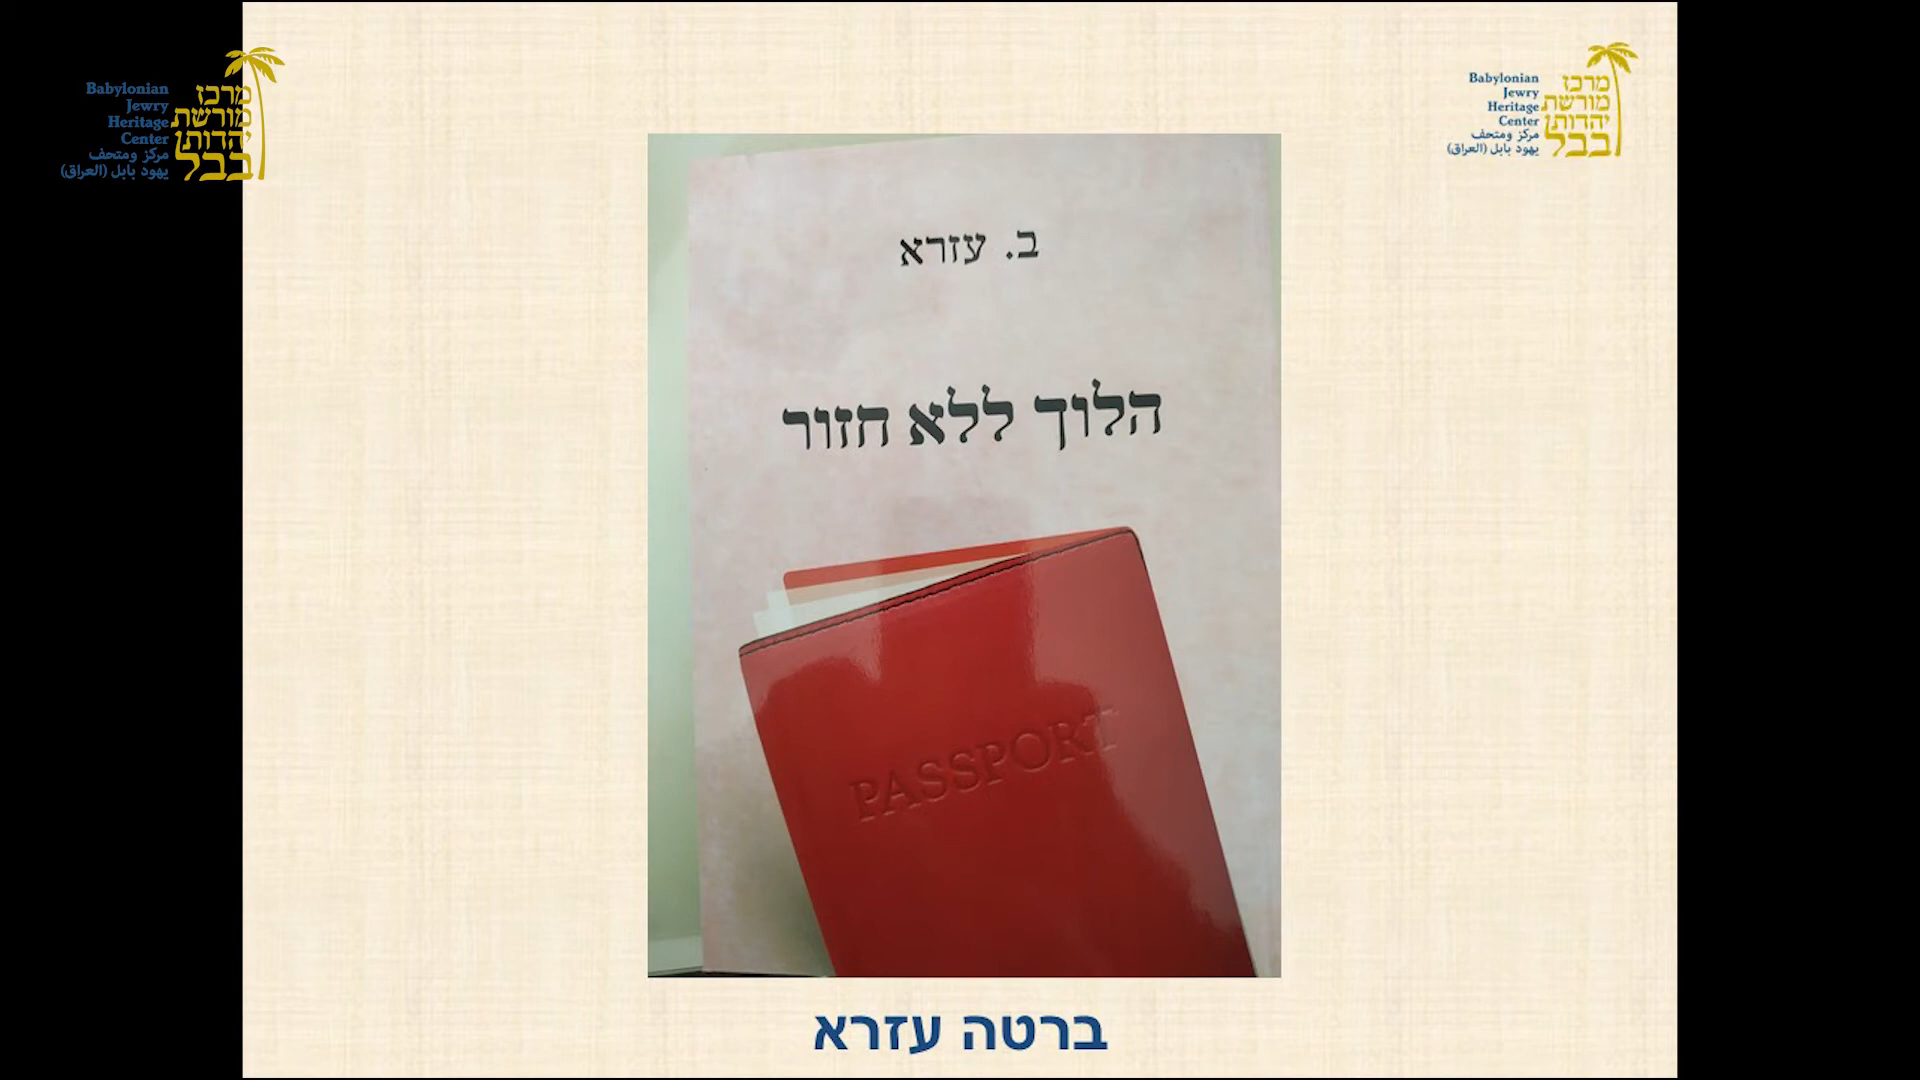 Babylonian
Jewry
Heritage
Center
مركز ومتحف
يهود بابل (العراق)
מרכז
מורשת
יהדות
בבל
Babylonian
Jewry
Heritage
Center
مركز ومتحف
يهود بابل (العراق)
מרכז
מורשת
יהדות
בבל
ב. עזרא
הלוך ללא חזור
PASSPORT
ברטה עזרא